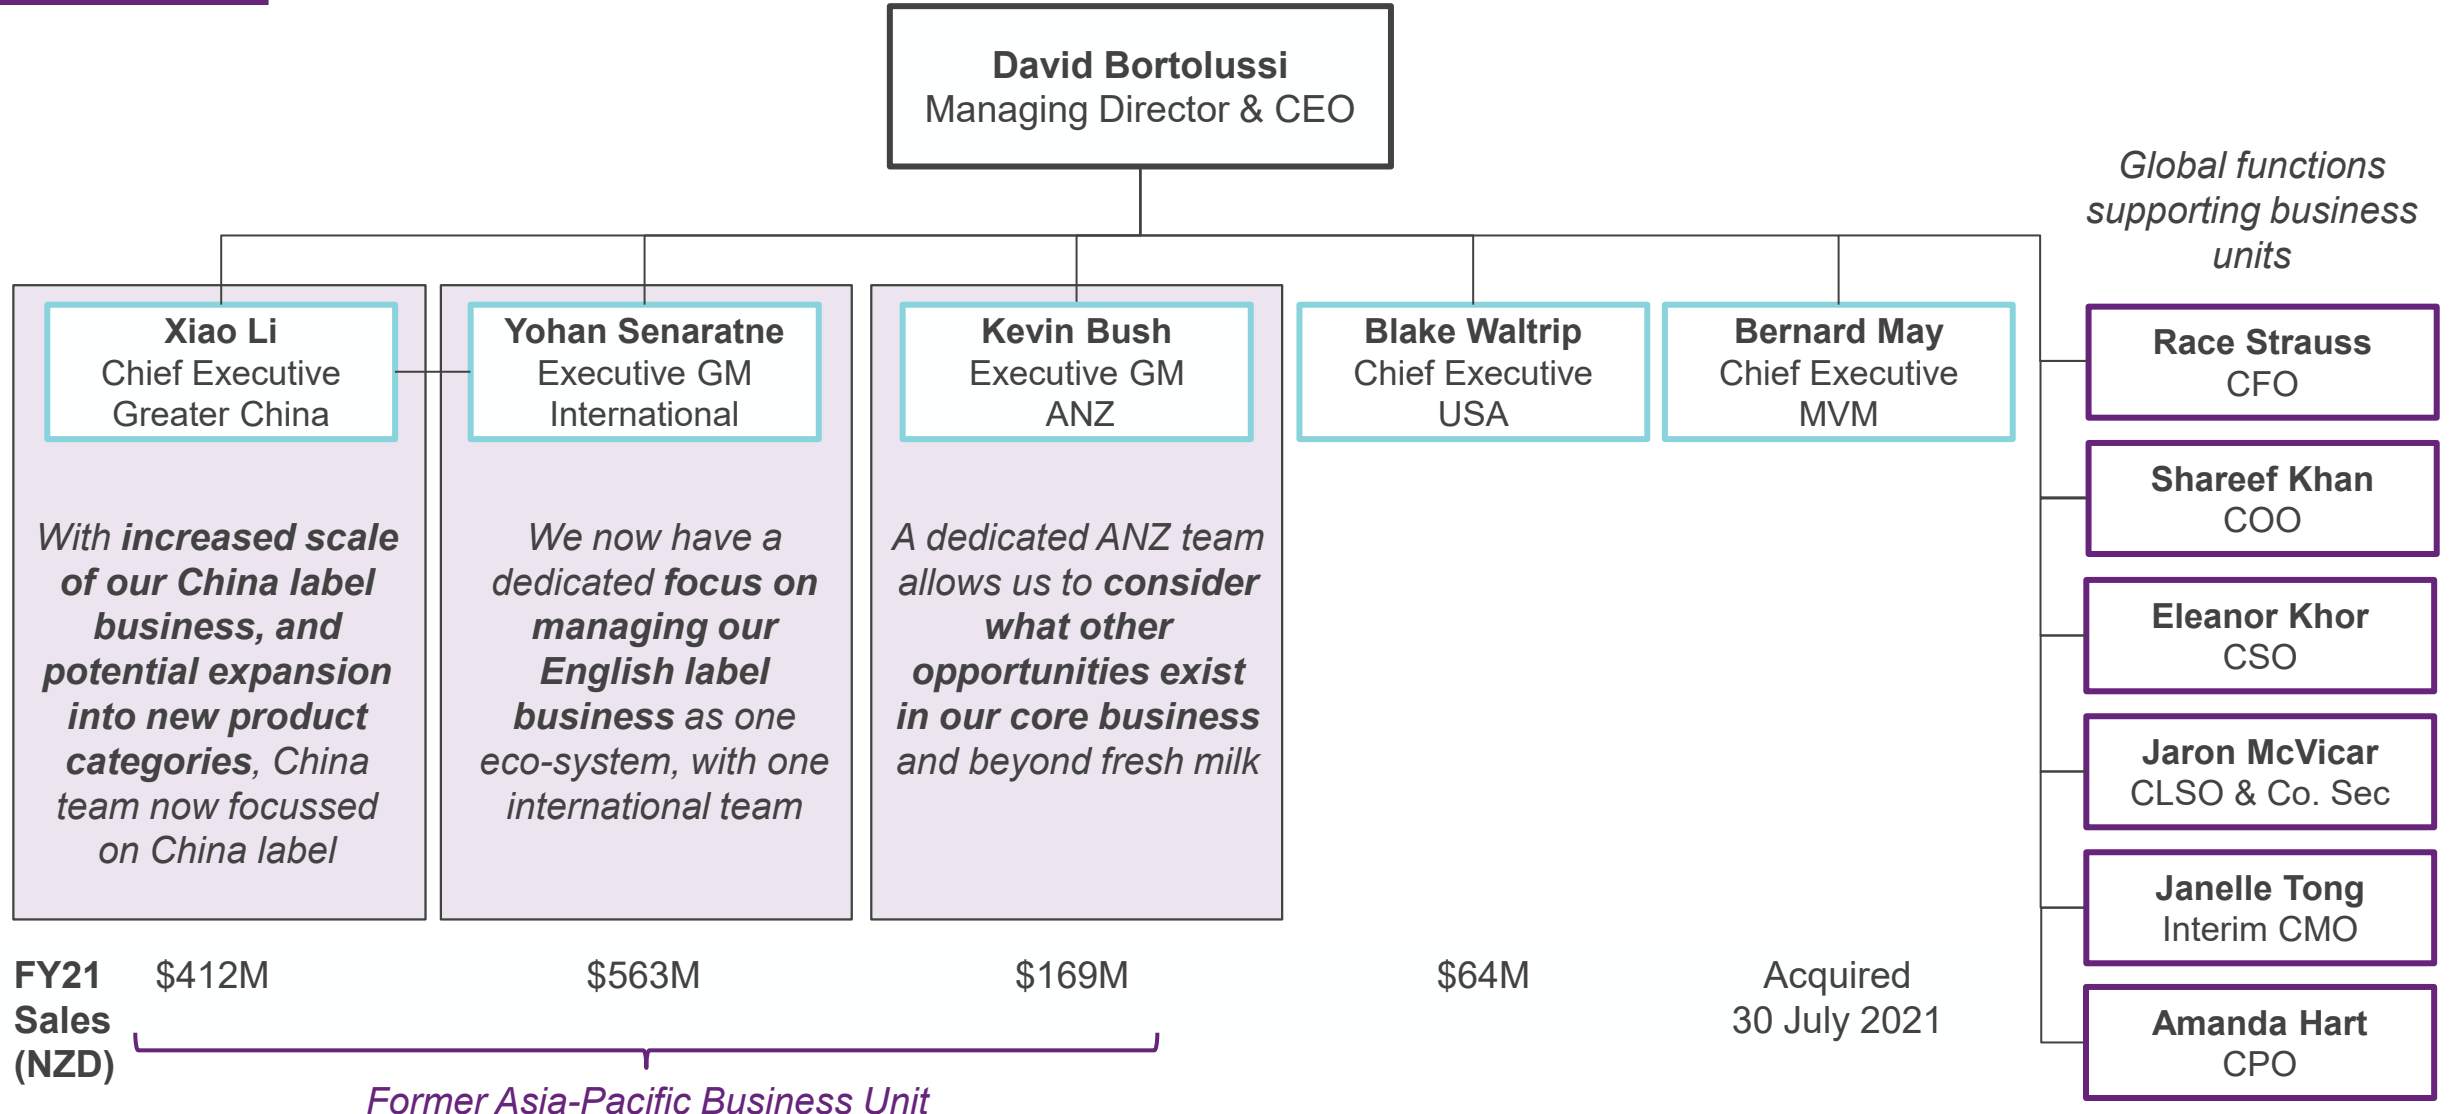 David Bortolussi
Managing Director & CEO
Global functions
supporting business
units
Xiao Li
Chief Executive
Greater China
With increased scale
of our China label
business, and
potential expansion
into new product
categories, China
team now focussed
on China label
Yohan Senaratne
Executive GM
International
We now have a
dedicated focus on
managing our
English label
business as one
eco-system, with one
international team
Kevin Bush
Executive GM
ANZ
A dedicated ANZ team
allows us to consider
what other
opportunities exist
in our core business
and beyond fresh milk
Blake Waltrip
Chief Executive
USA
Bernard May
Chief Executive
MVM
Race Strauss
CFO
Shareef Khan
COO
Eleanor Khor
CSO
Jaron McVicar
CLSO & Co. Sec
Janelle Tong
Interim CMO
Amanda Hart
CPO
FY21
Sales
(NZD)
$412M
$563M
$169M
$64M
Acquired
30 July 2021
Former Asia-Pacific Business Unit